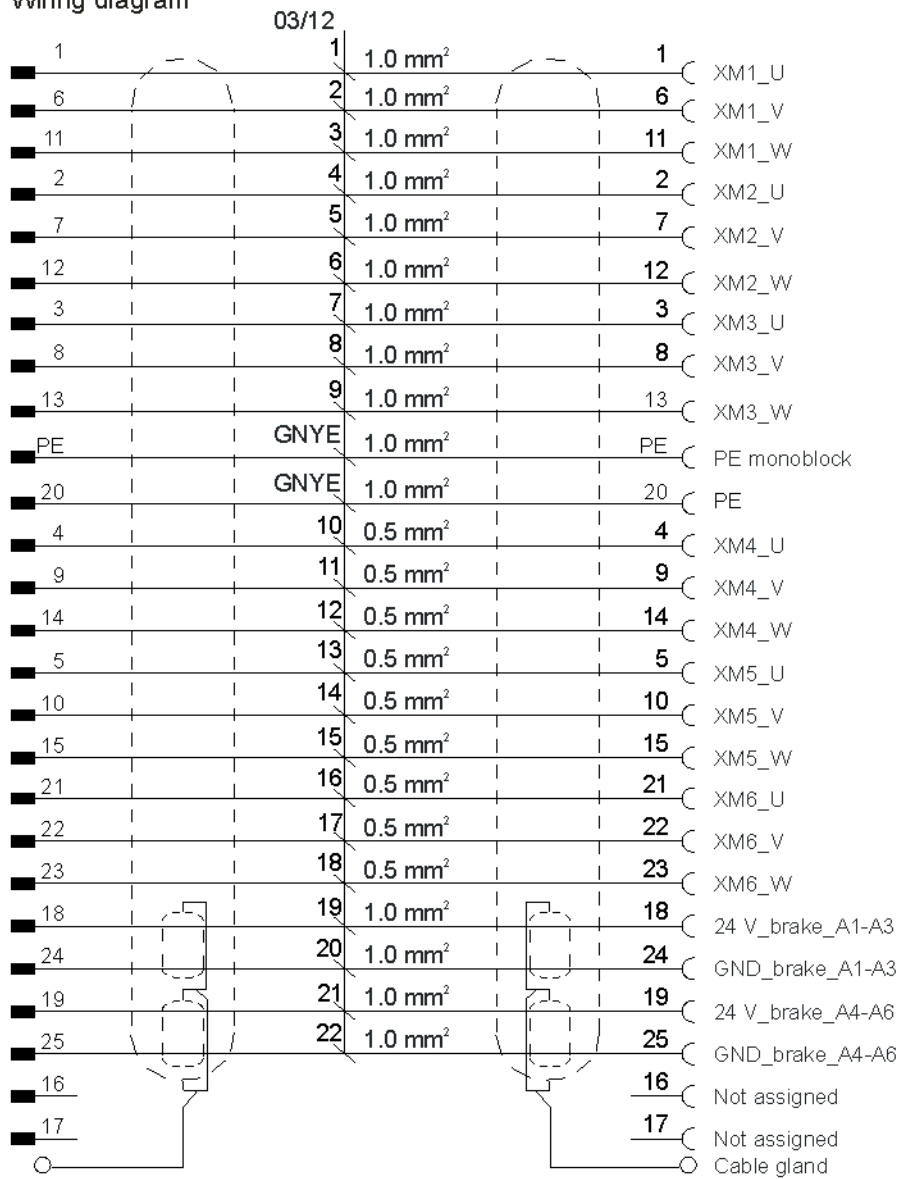 Wiring diagram
03/12
1 1 1.0 mm² 1 XM1_U
6 2 1.0 mm² 6 XM1_V
11 3 1.0 mm² 11 XM1_W
2 4 1.0 mm² 2 XM2_U
7 5 1.0 mm² 7 XM2_V
12 6 1.0 mm² 12 XM2_W
3 7 1.0 mm² 3 XM3_U
8 8 1.0 mm² 8 XM3_V
13 9 1.0 mm² 13 XM3_W
PE GNYE 1.0 mm² PE PE monoblock
20 GNYE 1.0 mm² 20 PE
4 10 0.5 mm² 4 XM4_U
9 11 0.5 mm² 9 XM4_V
14 12 0.5 mm² 14 XM4_W
5 13 0.5 mm² 5 XM5_U
10 14 0.5 mm² 10 XM5_V
15 15 0.5 mm² 15 XM5_W
21 16 0.5 mm² 21 XM6_U
22 17 0.5 mm² 22 XM6_V
23 18 0.5 mm² 23 XM6_W
18 19 1.0 mm² 18 24 V_brake_A1-A3
24 20 1.0 mm² 24 GND_brake_A1-A3
19 21 1.0 mm² 19 24 V_brake_A4-A6
25 22 1.0 mm² 25 GND_brake_A4-A6
16 16 Not assigned
17 17 Not assigned
Cable gland